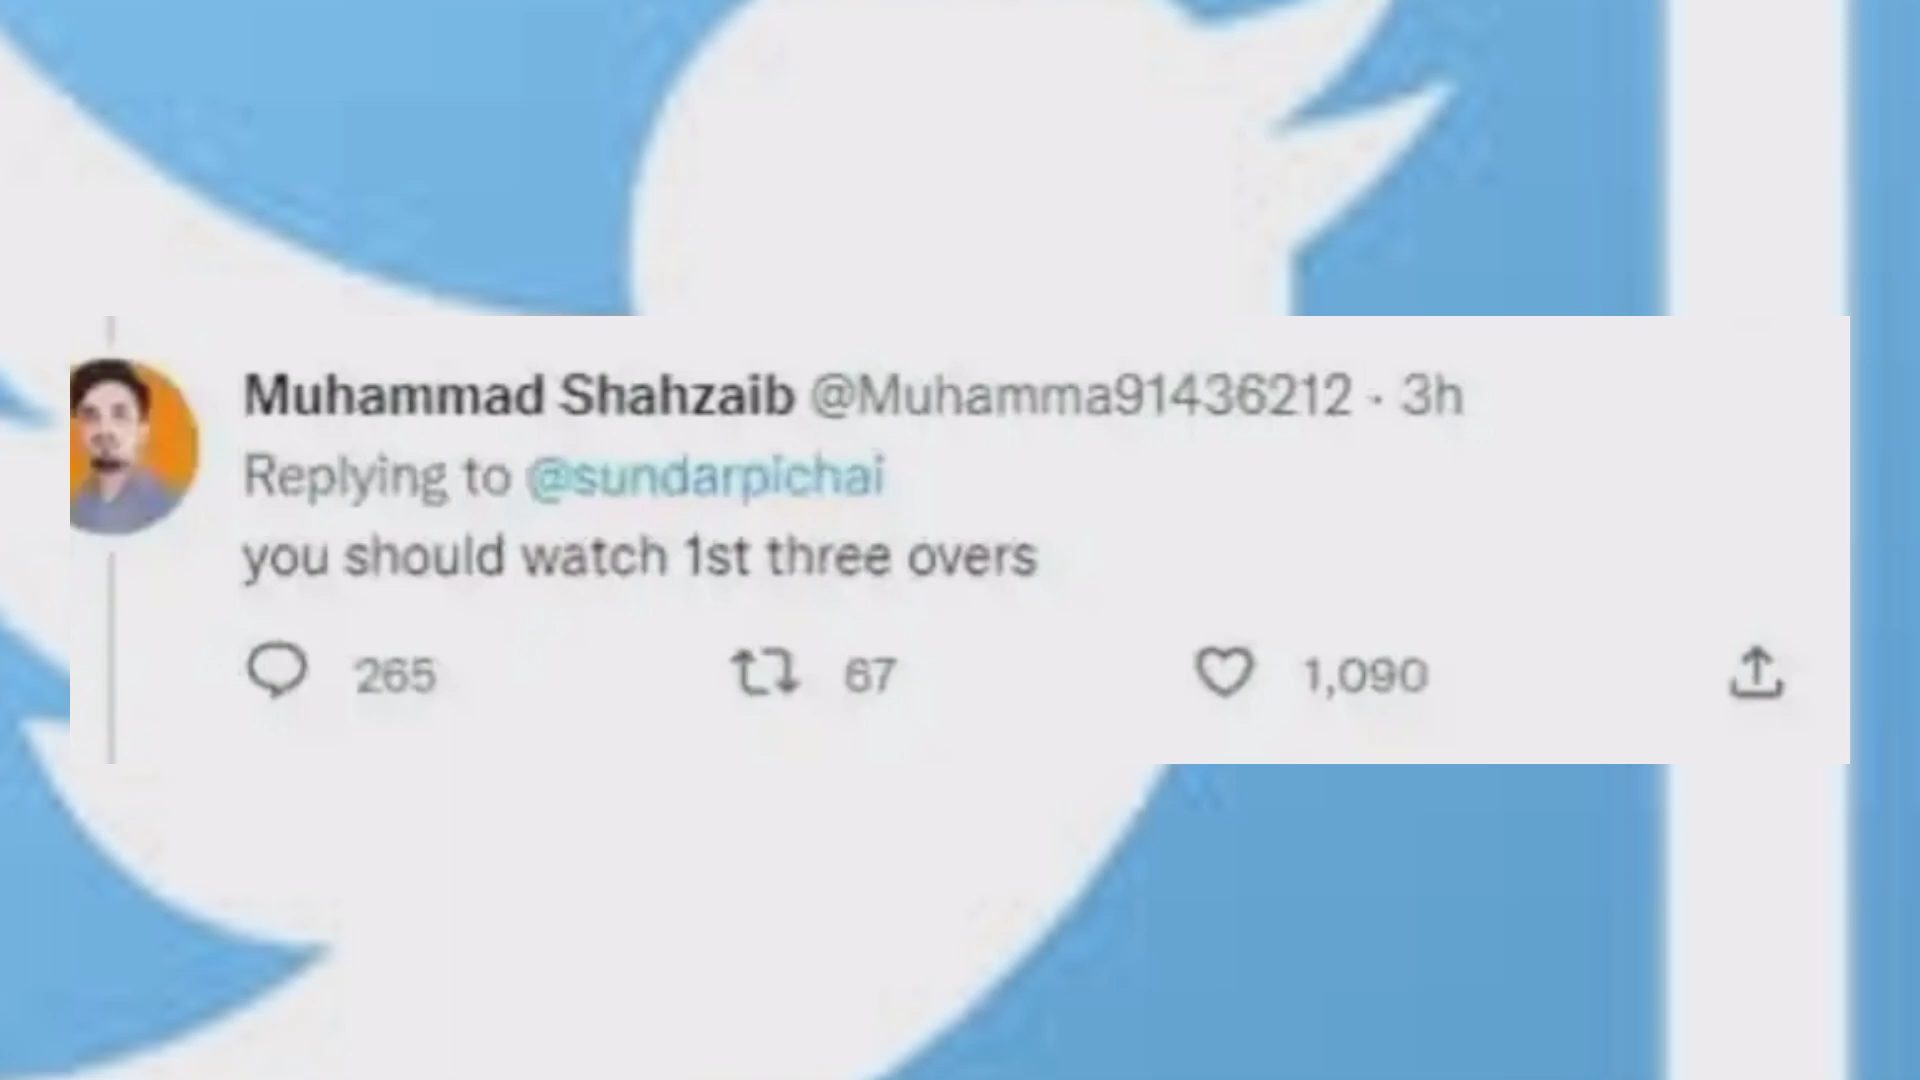 Muhammad Shahzaib @Muhamma91436212 · 3h
Replying to @sundarpichai
you should watch 1st three overs
265 67 1,090